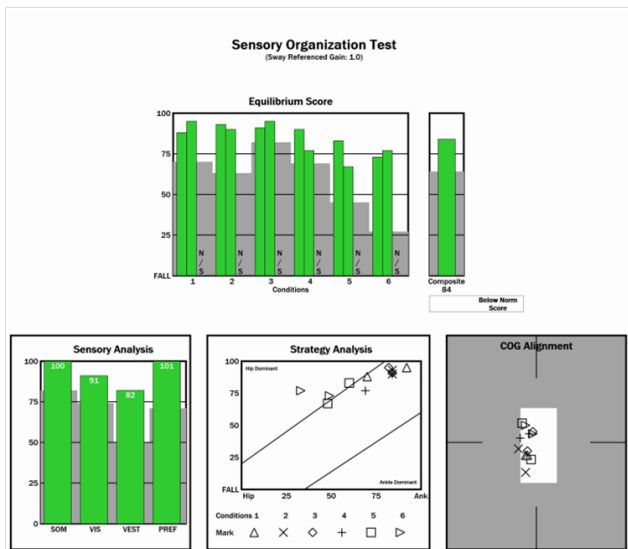 Sensory Organization Test
(Sway Referenced Gain: 1.0)
Equilibrium Score
100
75
50
25
FALL
N/S N/S N/S N/S N/S N/S
1 2 3 4 5 6
Conditions
Composite
84
Below Norm
Score
Sensory Analysis
100
75
50
25
0
100 91 82 101
SOM VIS VEST PREF
Strategy Analysis
100
75
50
25
FALL
Hip Dominant
Ankle Dominant
Hip 25 50 75 Ank
Conditions 1 2 3 4 5 6
Mark
COG Alignment